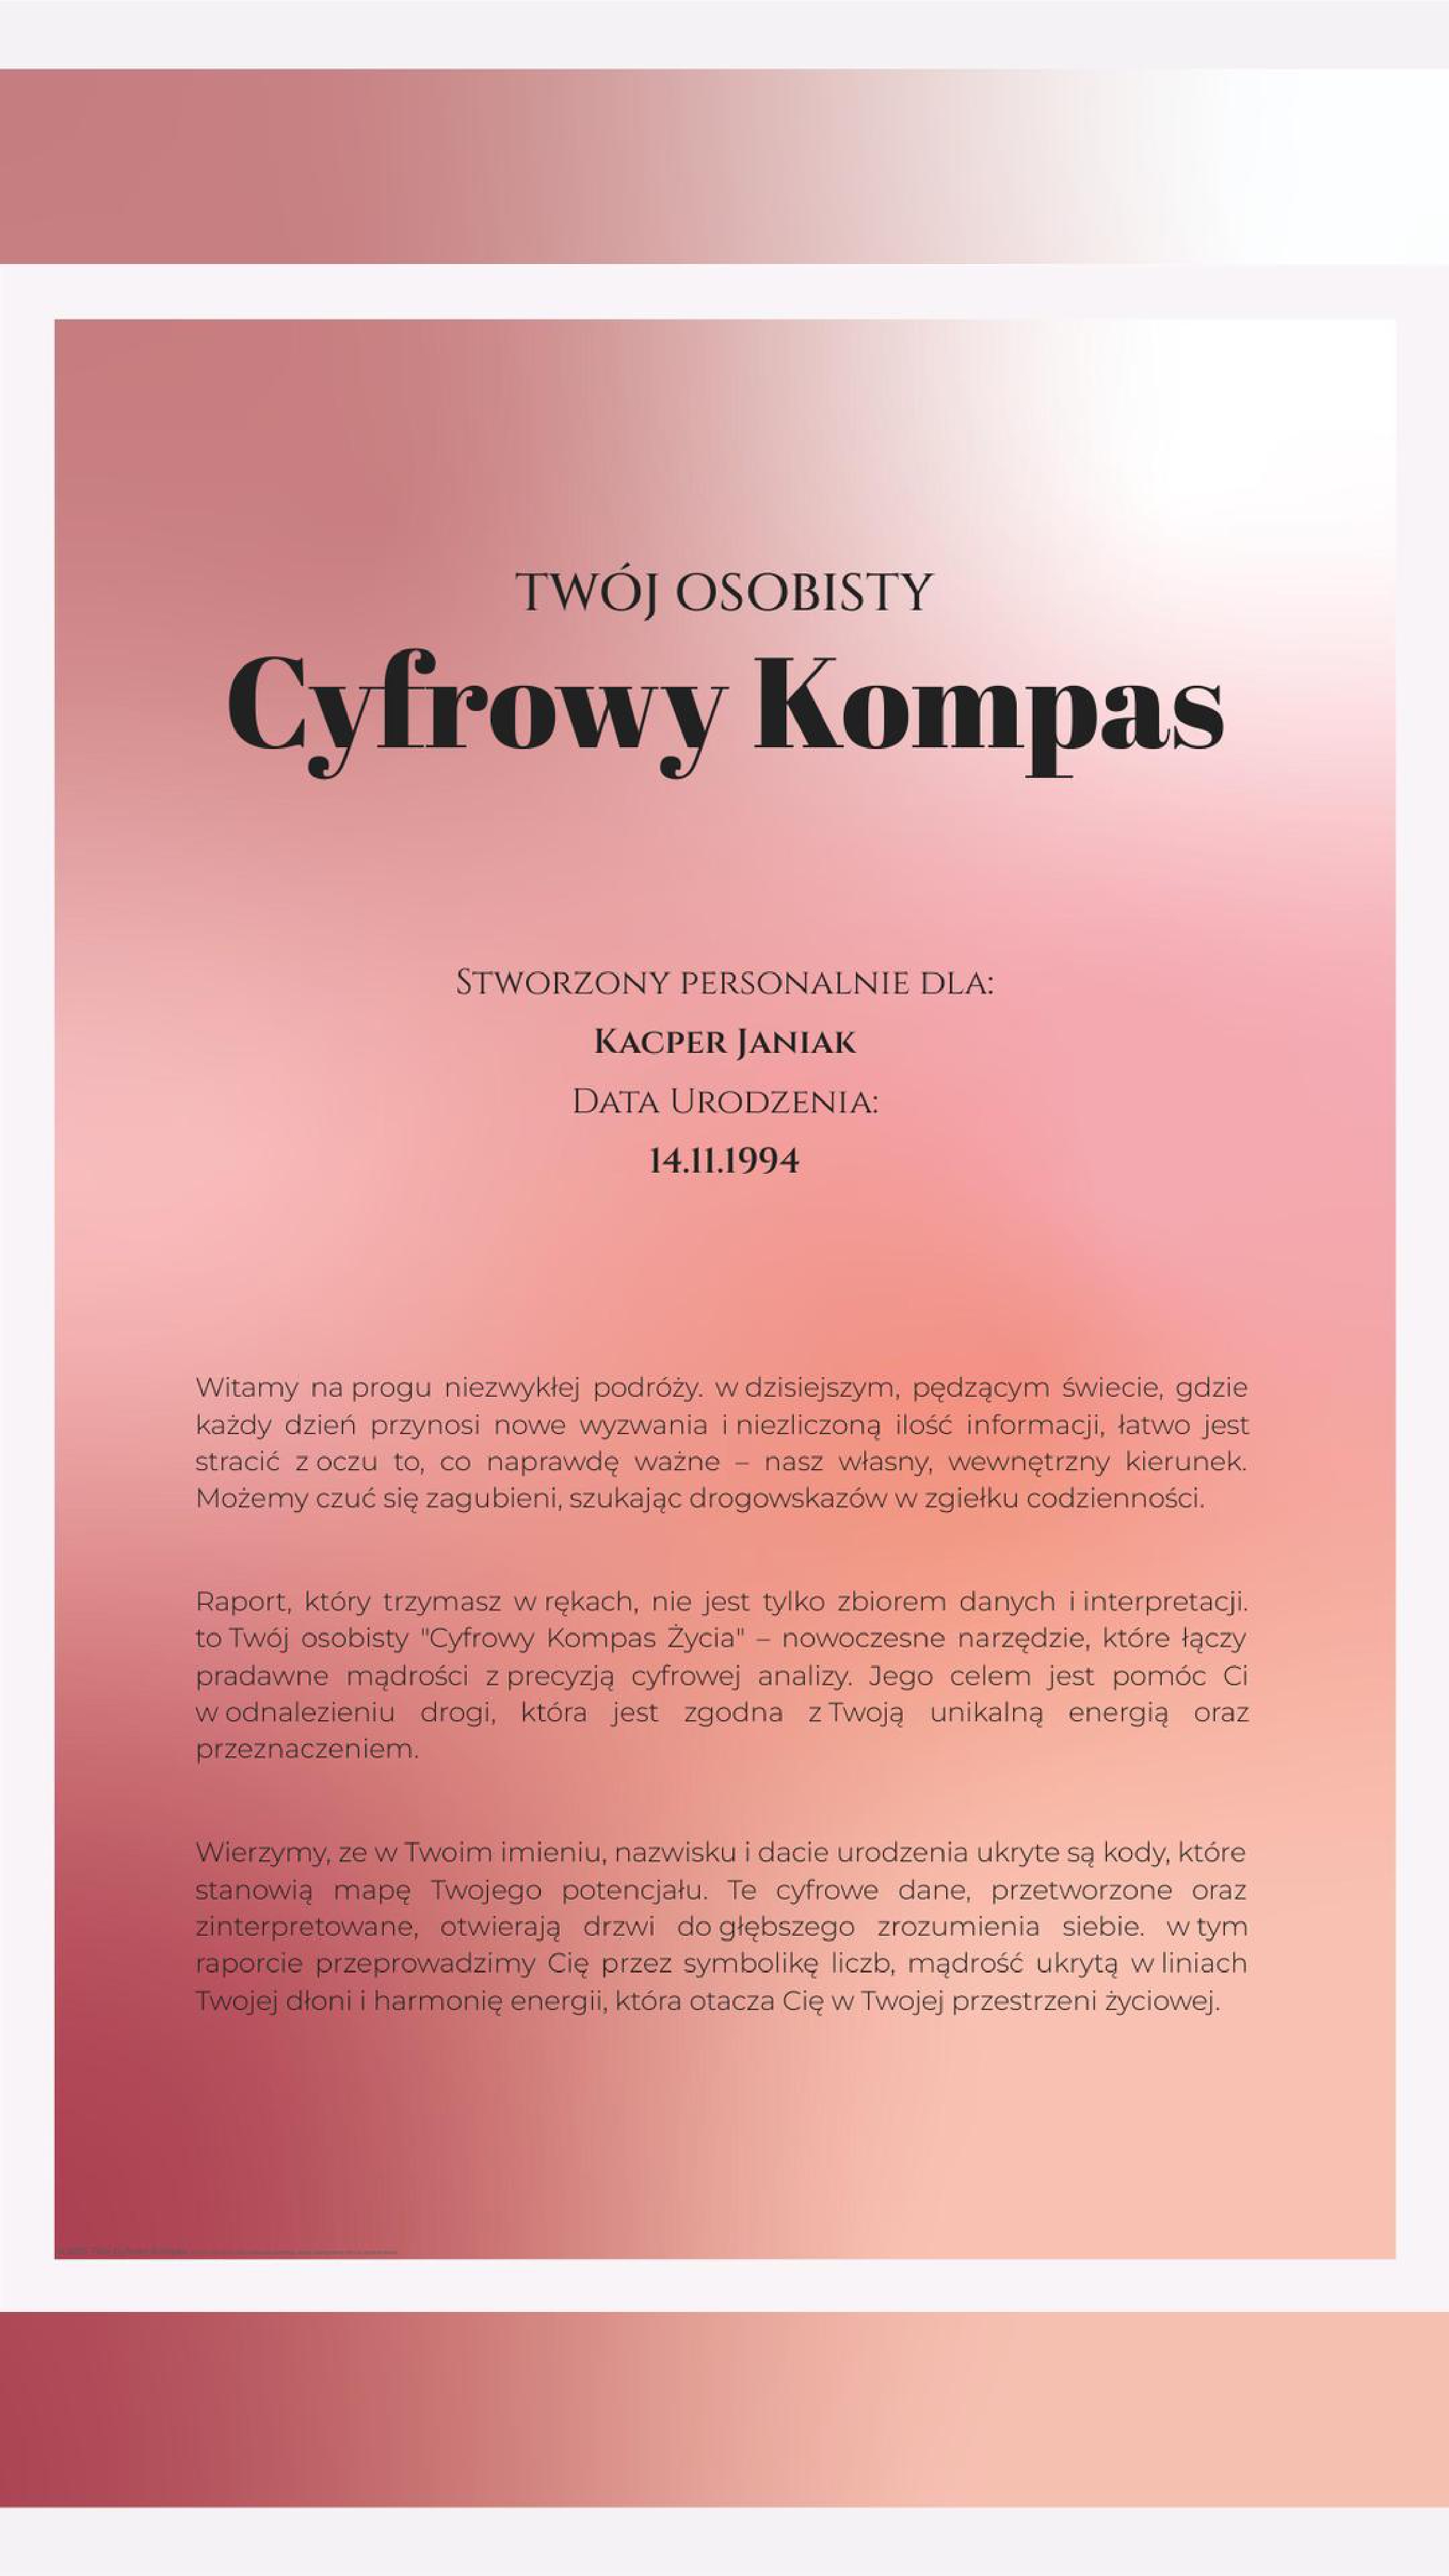 TWÓJ OSOBISTY
Cyfrowy Kompas
Stworzony personalnie dla:
Kacper Janiak
Data Urodzenia:
14.11.1994
Witamy na progu niezwykłej podróży. w dzisiejszym, pędzącym świecie, gdzie
każdy dzień przynosi nowe wyzwania i niezliczoną ilość informacji, łatwo jest
stracić z oczu to, co naprawdę ważne – nasz własny, wewnętrzny kierunek.
Możemy czuć się zagubieni, szukając drogowskazów w zgiełku codzienności.
Raport, który trzymasz w rękach, nie jest tylko zbiorem danych i interpretacji.
to Twój osobisty "Cyfrowy Kompas Życia" – nowoczesne narzędzie, które łączy
pradawne mądrości z precyzją cyfrowej analizy. Jego celem jest pomóc Ci
w odnalezieniu drogi, która jest zgodna z Twoją unikalną energią oraz
przeznaczeniem.
Wierzymy, ze w Twoim imieniu, nazwisku i dacie urodzenia ukryte są kody, które
stanowią mapę Twojego potencjału. Te cyfrowe dane, przetworzone oraz
zinterpretowane, otwierają drzwi do głębszego zrozumienia siebie. w tym
raporcie przeprowadzimy Cię przez symbolikę liczb, mądrość ukrytą w liniach
Twojej dłoni i harmonię energii, która otacza Cię w Twojej przestrzeni życiowej.